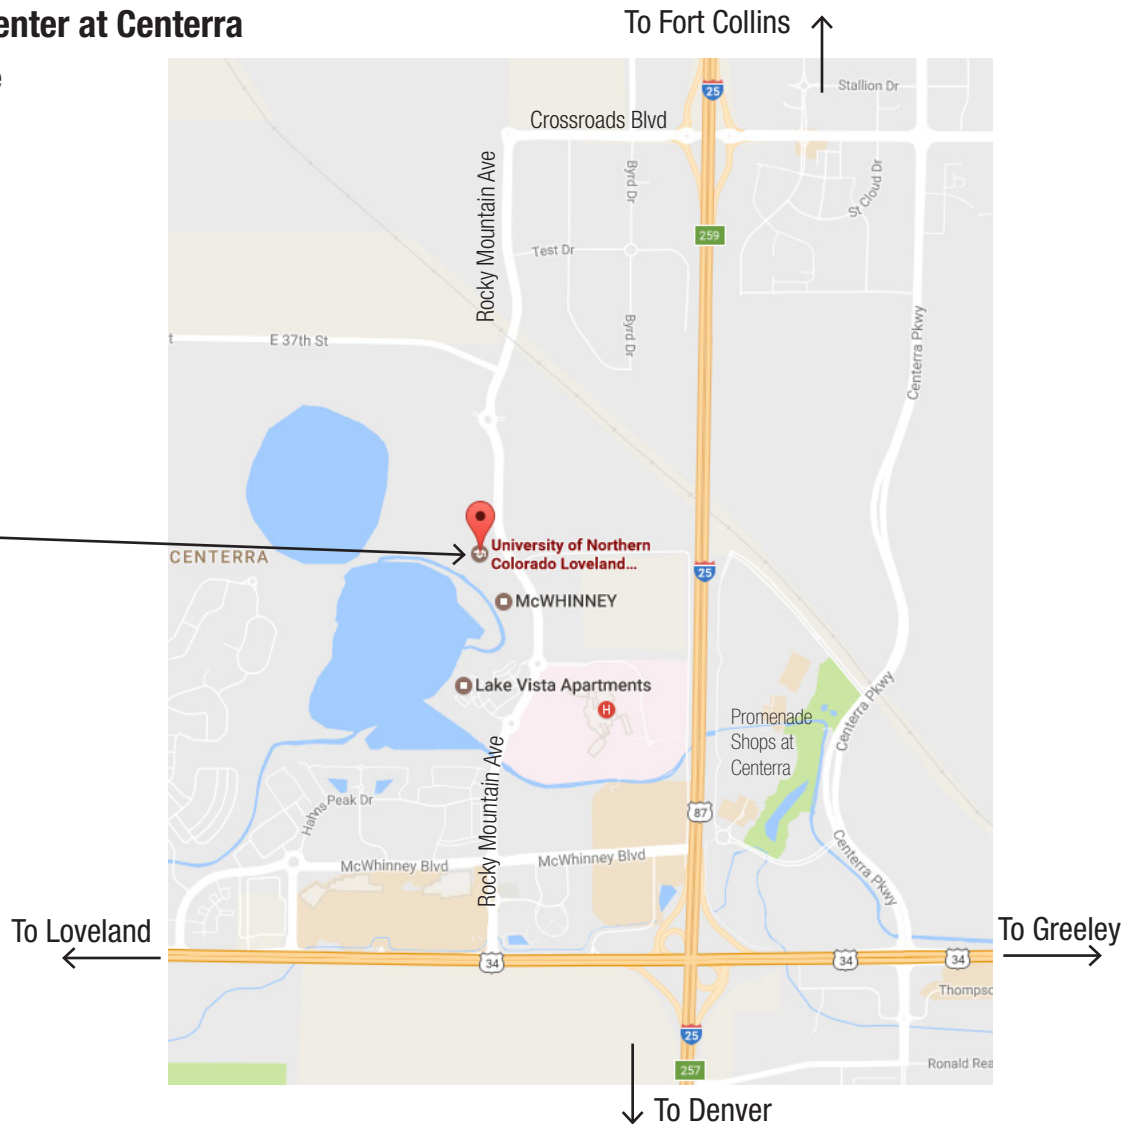 enter at Centerra
e
To Fort Collins
25
Stallion Dr
Crossroads Blvd
Rocky Mountain Ave
Byrd Dr
St Cloud Dr
259
Test Dr
Byrd Dr
Centerra Pkwy
t
E 37th St
University of Northern
Colorado Loveland...
CENTERRA
25
McWHINNEY
Lake Vista Apartments
H
Centerra Pkwy
Promenade
Shops at
Centerra
Rocky Mountain Ave
Hahns
Peak Dr
87
McWhinney Blvd
McWhinney Blvd
Centerra Pkwy
To Loveland
To Greeley
34
34
34
Thompso
25
257
Ronald Rea
To Denver